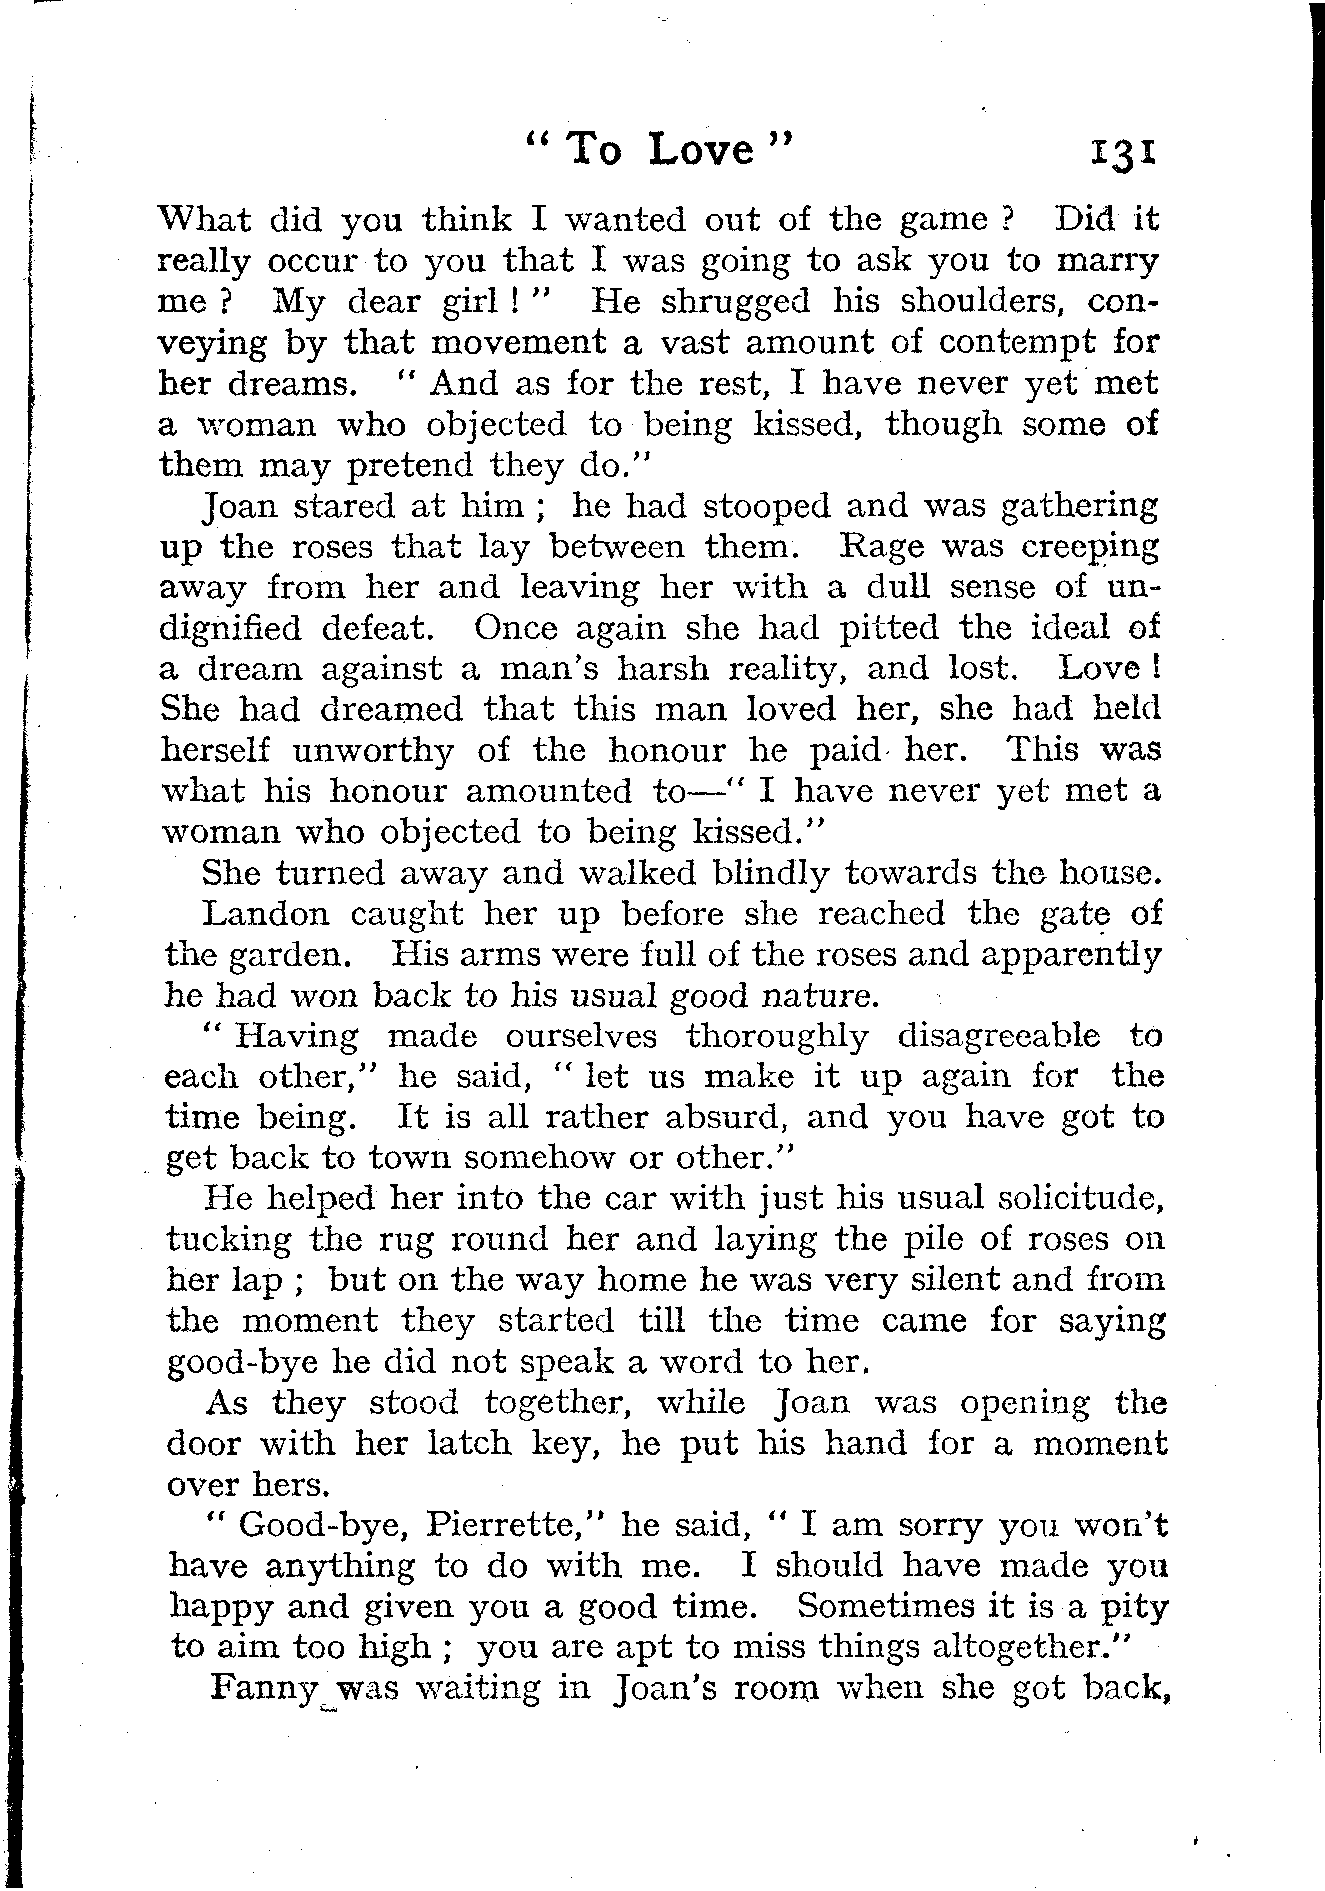 “ To Love ” 131
What did you think I wanted out of the game ? Did it
really occur to you that I was going to ask you to marry
me ? My dear girl ! ” He shrugged his shoulders, con-
veying by that movement a vast amount of contempt for
her dreams. “ And as for the rest, I have never yet met
a woman who objected to being kissed, though some of
them may pretend they do.”
Joan stared at him ; he had stooped and was gathering
up the roses that lay between them. Rage was creeping
away from her and leaving her with a dull sense of un-
dignified defeat. Once again she had pitted the ideal of
a dream against a man’s harsh reality, and lost. Love !
She had dreamed that this man loved her, she had held
herself unworthy of the honour he paid her. This was
what his honour amounted to—“ I have never yet met a
woman who objected to being kissed.”
She turned away and walked blindly towards the house.
Landon caught her up before she reached the gate of
the garden. His arms were full of the roses and apparently
he had won back to his usual good nature.
“ Having made ourselves thoroughly disagreeable to
each other,” he said, “ let us make it up again for the
time being. It is all rather absurd, and you have got to
get back to town somehow or other.”
He helped her into the car with just his usual solicitude,
tucking the rug round her and laying the pile of roses on
her lap ; but on the way home he was very silent and from
the moment they started till the time came for saying
good-bye he did not speak a word to her.
As they stood together, while Joan was opening the
door with her latch key, he put his hand for a moment
over hers.
“ Good-bye, Pierrette,” he said, “ I am sorry you won’t
have anything to do with me. I should have made you
happy and given you a good time. Sometimes it is a pity
to aim too high ; you are apt to miss things altogether.”
Fanny was waiting in Joan’s room when she got back,